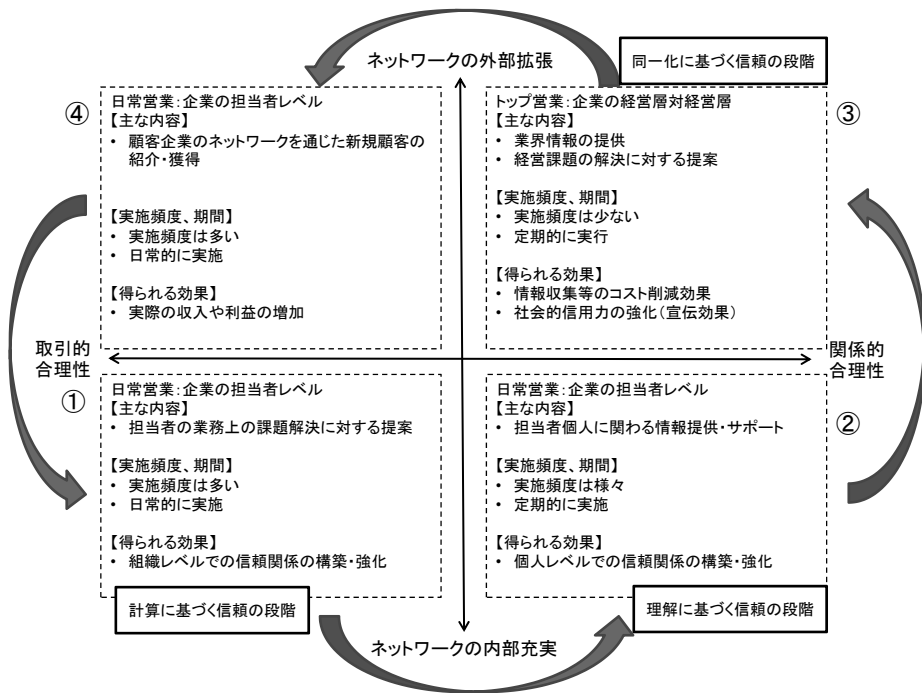 ネットワークの外部拡張
同一化に基づく信頼の段階
④
日常営業：企業の担当者レベル
【主な内容】
• 顧客企業のネットワークを通じた新規顧客の
紹介・獲得
【実施頻度、期間】
• 実施頻度は多い
• 日常的に実施
【得られる効果】
• 実際の収入や利益の増加
トップ営業：企業の経営層対経営層
【主な内容】
• 業界情報の提供
• 経営課題の解決に対する提案
【実施頻度、期間】
• 実施頻度は少ない
• 定期的に実行
【得られる効果】
• 情報収集等のコスト削減効果
• 社会的信用力の強化（宣伝効果）
③
取引的
合理性
関係的
合理性
①
日常営業：企業の担当者レベル
【主な内容】
• 担当者の業務上の課題解決に対する提案
【実施頻度、期間】
• 実施頻度は多い
• 日常的に実施
【得られる効果】
• 組織レベルでの信頼関係の構築・強化
計算に基づく信頼の段階
日常営業：企業の担当者レベル
【主な内容】
• 担当者個人に関わる情報提供・サポート
【実施頻度、期間】
• 実施頻度は様々
• 定期的に実施
【得られる効果】
• 個人レベルでの信頼関係の構築・強化
②
理解に基づく信頼の段階
ネットワークの内部充実